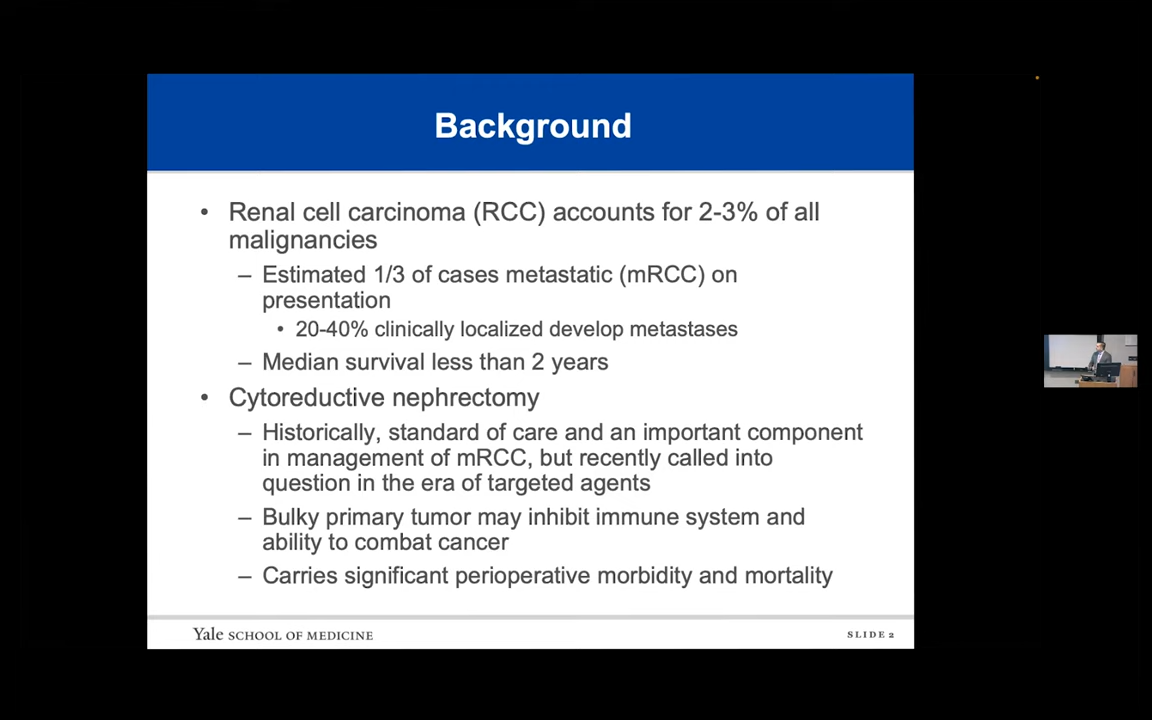 Background
• Renal cell carcinoma (RCC) accounts for 2-3% of all
malignancies
– Estimated 1/3 of cases metastatic (mRCC) on
presentation
• 20-40% clinically localized develop metastases
– Median survival less than 2 years
• Cytoreductive nephrectomy
– Historically, standard of care and an important component
in management of mRCC, but recently called into
question in the era of targeted agents
– Bulky primary tumor may inhibit immune system and
ability to combat cancer
– Carries significant perioperative morbidity and mortality
Yale SCHOOL OF MEDICINE
SLIDE 2